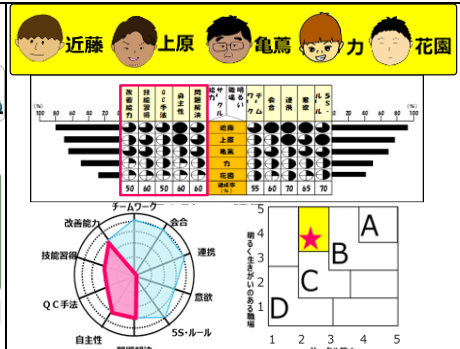 近藤 上原 亀蔦 力 花園
改善能力 技能習得 QC手法 自主性 問題解決 サークル能力 明るい職場 チームワーク 会合 連携 意欲 5S・ルール
(%) 100 80 60 40 20 20 40 60 80 100 (%)
近藤
上原
亀蔦
力
花園
50 60 50 60 60 達成率(%) 55 60 70 65 70
チームワーク
改善能力 会合
技能習得 連携
QC手法 意欲
自主性 5S・ルール
明るく生きがいのある職場
5 A
4
3 B
2 C
1 D
1 2 3 4 5